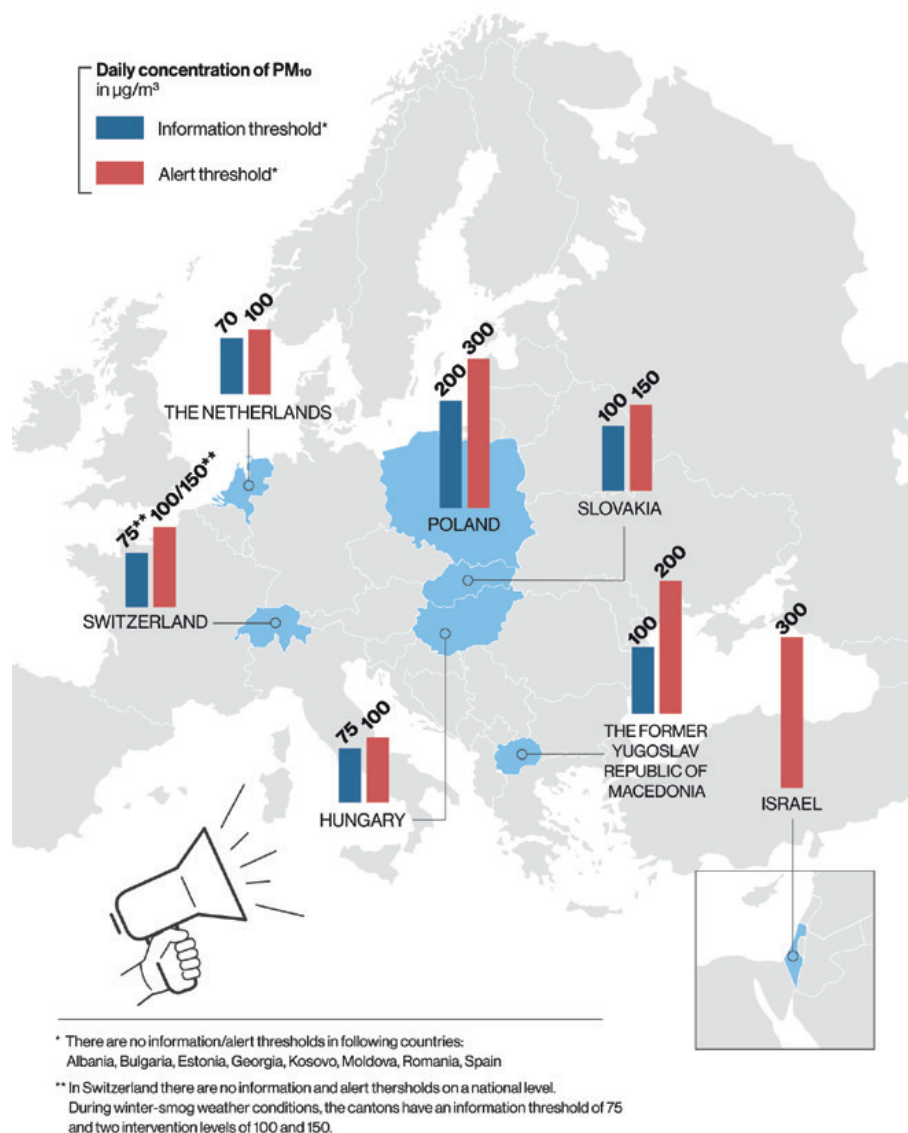 Daily concentration of PM₁₀
in µg/m³
Information threshold*
Alert threshold*
70
100
THE NETHERLANDS
200
300
POLAND
100
150
SLOVAKIA
75**
100/150**
SWITZERLAND
100
200
THE FORMER
YUGOSLAV
REPUBLIC OF
MACEDONIA
300
ISRAEL
75
100
HUNGARY
* There are no information/alert thresholds in following countries:
Albania, Bulgaria, Estonia, Georgia, Kosovo, Moldova, Romania, Spain
** In Switzerland there are no information and alert thersholds on a national level.
During winter-smog weather conditions, the cantons have an information threshold of 75
and two intervention levels of 100 and 150.